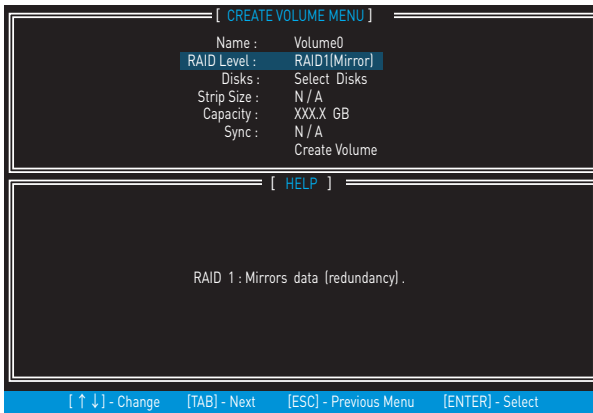 [ CREATE VOLUME MENU ]
Name : Volume0
RAID Level : RAID1(Mirror)
Disks : Select Disks
Strip Size : N / A
Capacity : XXX.X GB
Sync : N / A
Create Volume
[ HELP ]
RAID 1 : Mirrors data (redundancy) .
[ ↑↓] - Change [TAB] - Next [ESC] - Previous Menu [ENTER] - Select